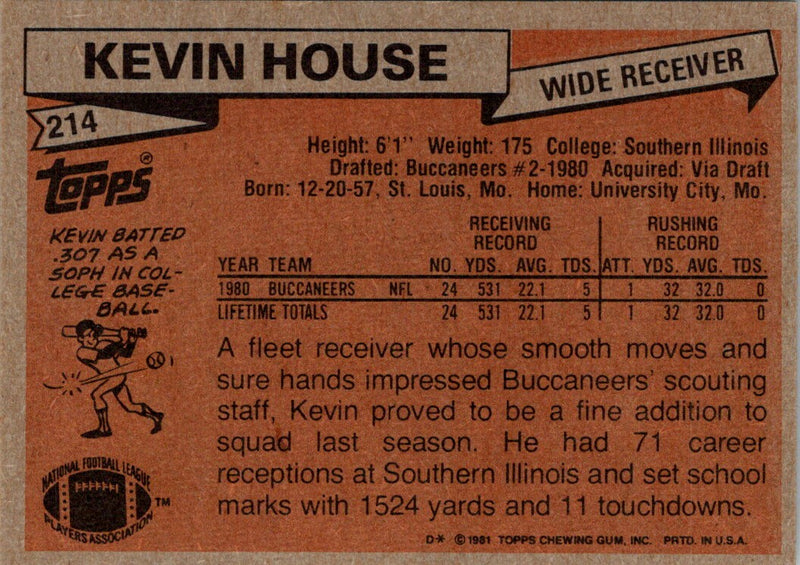 KEVIN HOUSE
WIDE RECEIVER
214
TOPPS®
Height: 6'1" Weight: 175 College: Southern Illinois
Drafted: Buccaneers #2-1980 Acquired: Via Draft
Born: 12-20-57, St. Louis, Mo. Home: University City, Mo.
KEVIN BATTED
.307 AS A
SOPH IN COL-
LEGE BASE-
BALL.
RECEIVING RUSHING
RECORD RECORD
YEAR TEAM NO. YDS. AVG. TDS. ATT. YDS. AVG. TDS.
1980 BUCCANEERS NFL 24 531 22.1 5 1 32 32.0 0
LIFETIME TOTALS 24 531 22.1 5 1 32 32.0 0
A fleet receiver whose smooth moves and
sure hands impressed Buccaneers' scouting
staff, Kevin proved to be a fine addition to
squad last season. He had 71 career
receptions at Southern Illinois and set school
marks with 1524 yards and 11 touchdowns.
NATIONAL FOOTBALL LEAGUE
PLAYERS ASSOCIATION
™
D* © 1981 TOPPS CHEWING GUM, INC. PRTD. IN U.S.A.